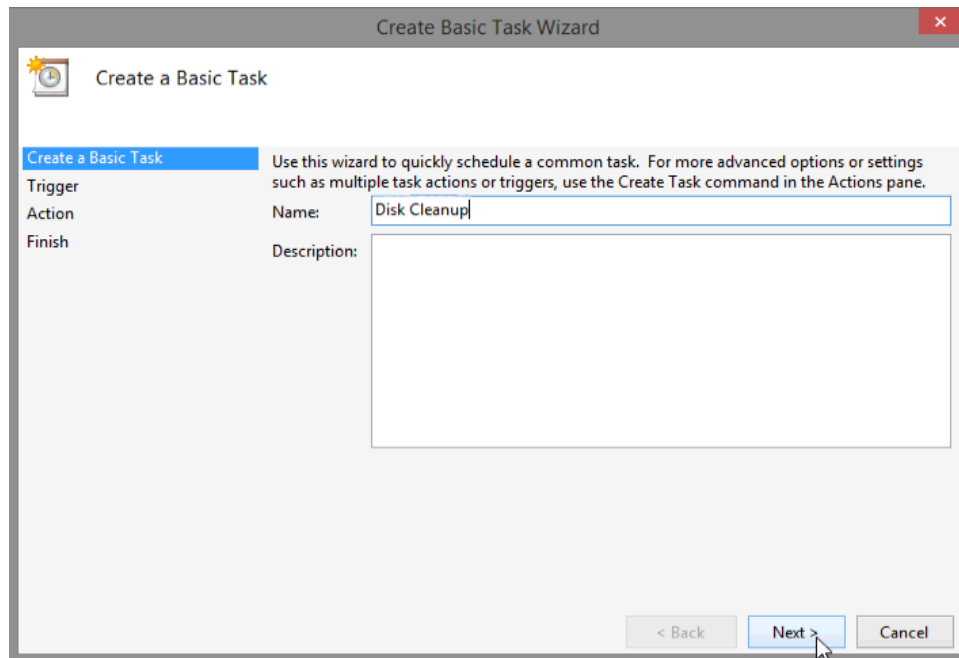 Create Basic Task Wizard
Create a Basic Task
Create a Basic Task
Trigger
Action
Finish
Use this wizard to quickly schedule a common task.  For more advanced options or settings
such as multiple task actions or triggers, use the Create Task command in the Actions pane.
Name: Disk Cleanup
Description:
< Back Next > Cancel